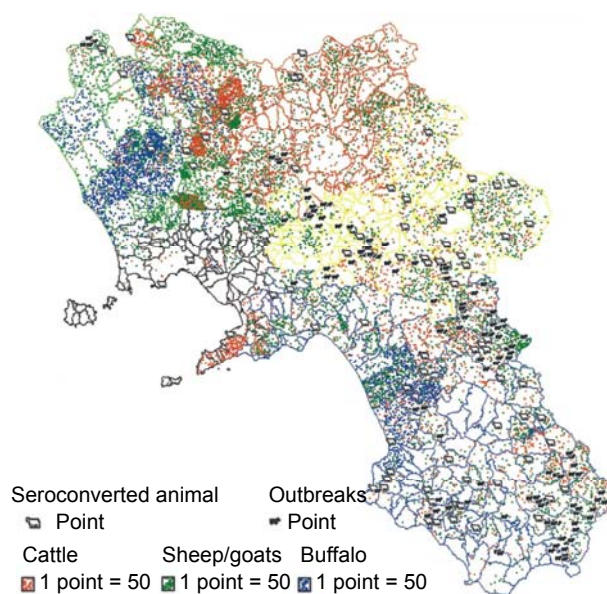 Seroconverted animal Outbreaks
Point Point
Cattle Sheep/goats Buffalo
1 point = 50 1 point = 50 1 point = 50